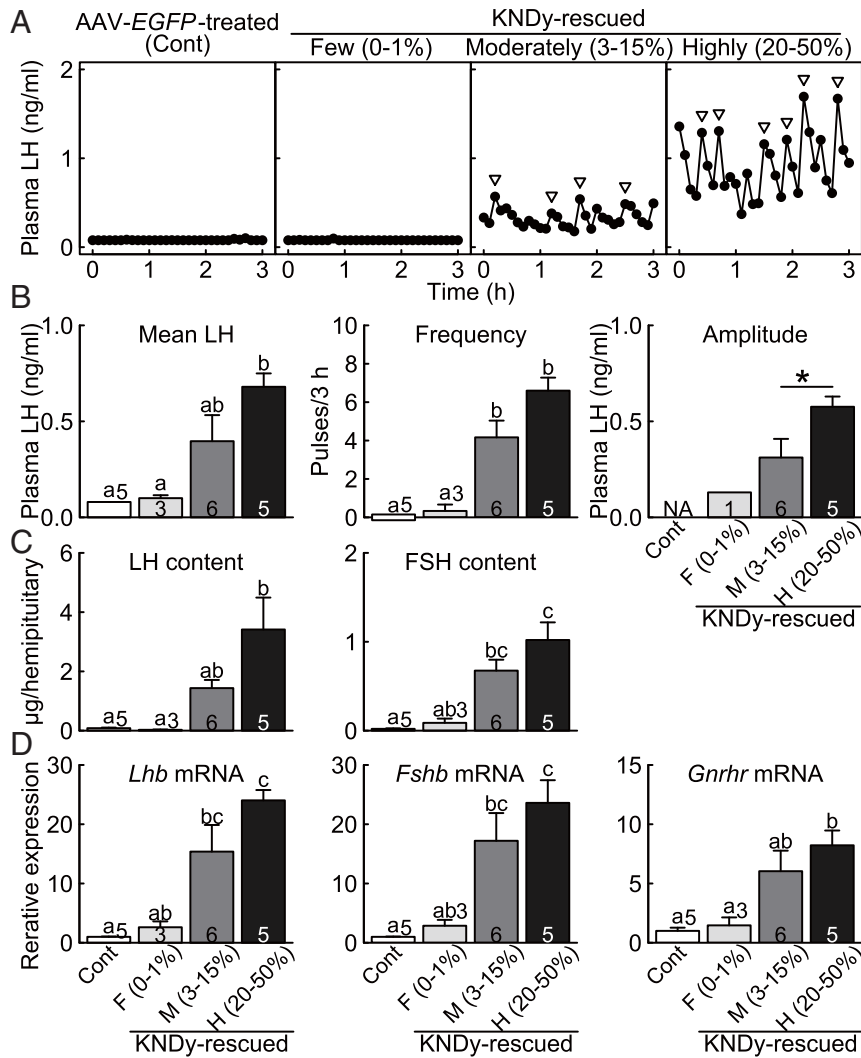 A
AAV-EGFP-treated
(Cont)
KNDy-rescued
Few (0-1%)
Moderately (3-15%)
Highly (20-50%)
Plasma LH (ng/ml)
2
1
0
0 1 2 3
0 1 2 3
0 1 2 3
0 1 2 3
Time (h)
B
Mean LH
Plasma LH (ng/ml)
1.0
0.5
0.0
a5
a
3
ab
6
b
5
Frequency
Pulses/3 h
10
8
6
4
2
0
a5
a3
b
6
b
5
Amplitude
Plasma LH (ng/ml)
1.0
0.5
0.0
NA
1
6
*
5
Cont
F (0-1%)
M (3-15%)
H (20-50%)
KNDy-rescued
C
LH content
µg/hemipituitary
6
4
2
0
a5
a3
ab
6
b
5
FSH content
2
1
0
a5
ab3
bc
6
c
5
D
Lhb mRNA
Rerative expression
30
20
10
0
a5
ab
3
bc
6
c
5
Cont
F (0-1%)
M (3-15%)
H (20-50%)
KNDy-rescued
Fshb mRNA
30
20
10
0
a5
ab3
bc
6
c
5
Cont
F (0-1%)
M (3-15%)
H (20-50%)
KNDy-rescued
Gnrhr mRNA
15
10
5
0
a5
a3
ab
6
b
5
Cont
F (0-1%)
M (3-15%)
H (20-50%)
KNDy-rescued